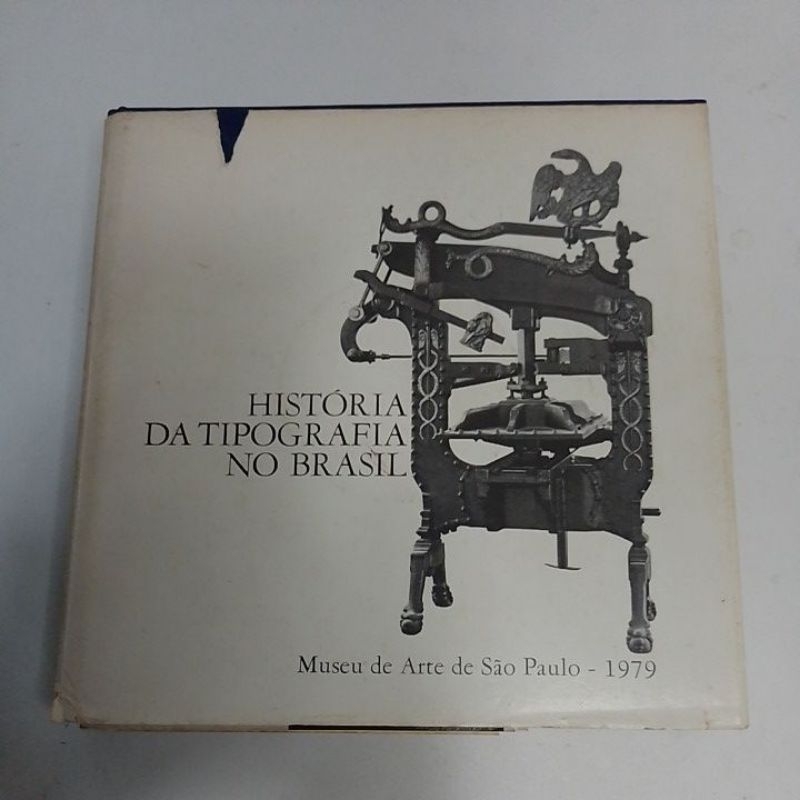 HISTÓRIA
DA TIPOGRAFIA
NO BRASIL
Museu de Arte de São Paulo - 1979